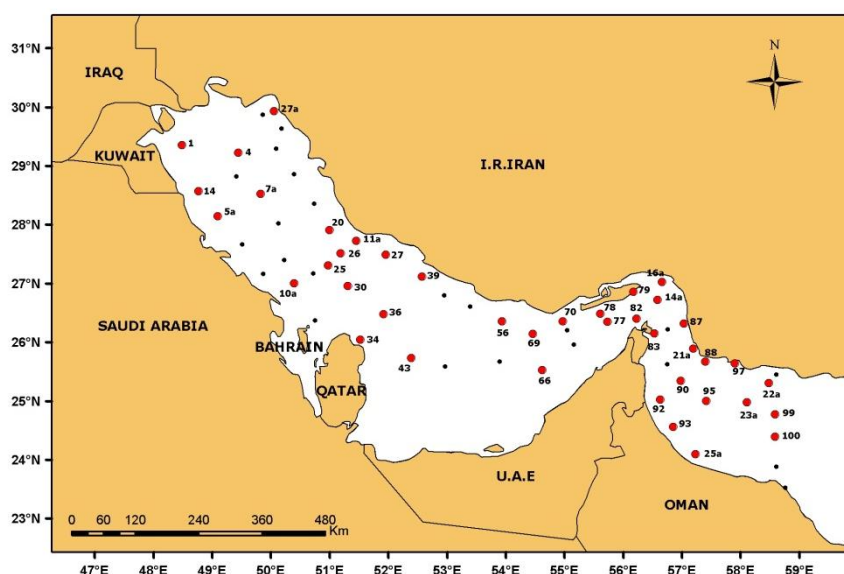 31°N
30°N
29°N
28°N
27°N
26°N
25°N
24°N
23°N
IRAQ
N
27a
1
4
KUWAIT
I.R.IRAN
14
7a
5a
20
11a
26
27
25
39
16a
10a
30
79
14a
36
78
82
70
56
77
87
SAUDI ARABIA
34
69
83
BAHRAIN
21a
88
43
97
66
90
95
22a
QATAR
92
23a
99
93
100
25a
U.A.E
OMAN
0 60 120 240 360 480
Km
47°E 48°E 49°E 50°E 51°E 52°E 53°E 54°E 55°E 56°E 57°E 58°E 59°E